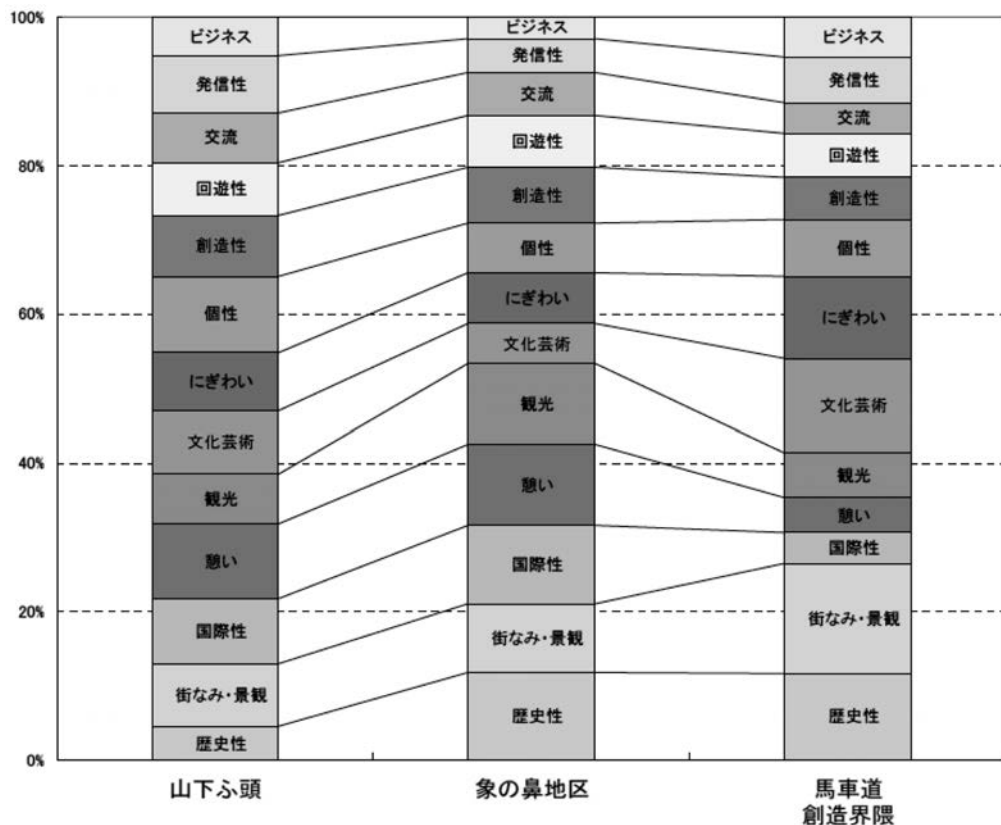 100%
80%
60%
40%
20%
0%
ビジネス
発信性
交流
回遊性
創造性
個性
にぎわい
文化芸術
観光
憩い
国際性
街なみ・景観
歴史性
ビジネス
発信性
交流
回遊性
創造性
個性
にぎわい
文化芸術
観光
憩い
国際性
街なみ・景観
歴史性
ビジネス
発信性
交流
回遊性
創造性
個性
にぎわい
文化芸術
観光
憩い
国際性
街なみ・景観
歴史性
山下ふ頭
象の鼻地区
馬車道
創造界隈